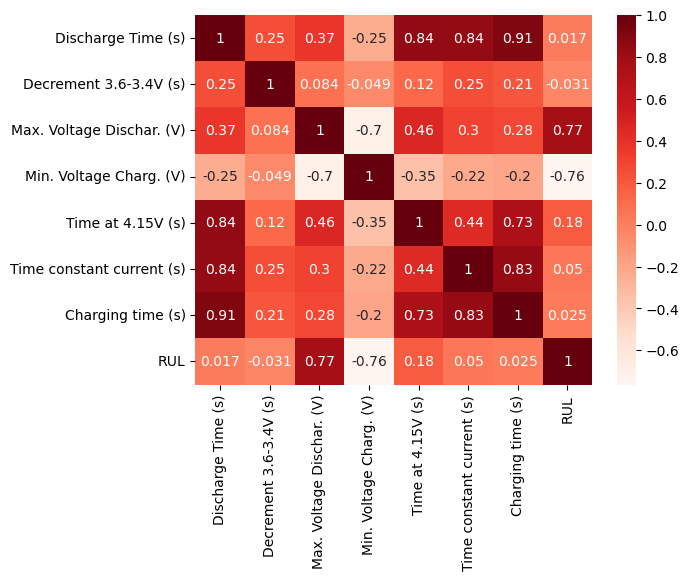 Discharge Time (s) 1 0.25 0.37 -0.25 0.84 0.84 0.91 0.017
Decrement 3.6-3.4V (s) 0.25 1 0.084 -0.049 0.12 0.25 0.21 -0.031
Max. Voltage Dischar. (V) 0.37 0.084 1 -0.7 0.46 0.3 0.28 0.77
Min. Voltage Charg. (V) -0.25 -0.049 -0.7 1 -0.35 -0.22 -0.2 -0.76
Time at 4.15V (s) 0.84 0.12 0.46 -0.35 1 0.44 0.73 0.18
Time constant current (s) 0.84 0.25 0.3 -0.22 0.44 1 0.83 0.05
Charging time (s) 0.91 0.21 0.28 -0.2 0.73 0.83 1 0.025
RUL 0.017 -0.031 0.77 -0.76 0.18 0.05 0.025 1
Discharge Time (s)
Decrement 3.6-3.4V (s)
Max. Voltage Dischar. (V)
Min. Voltage Charg. (V)
Time at 4.15V (s)
Time constant current (s)
Charging time (s)
RUL
1.0
0.8
0.6
0.4
0.2
0.0
−0.2
−0.4
−0.6